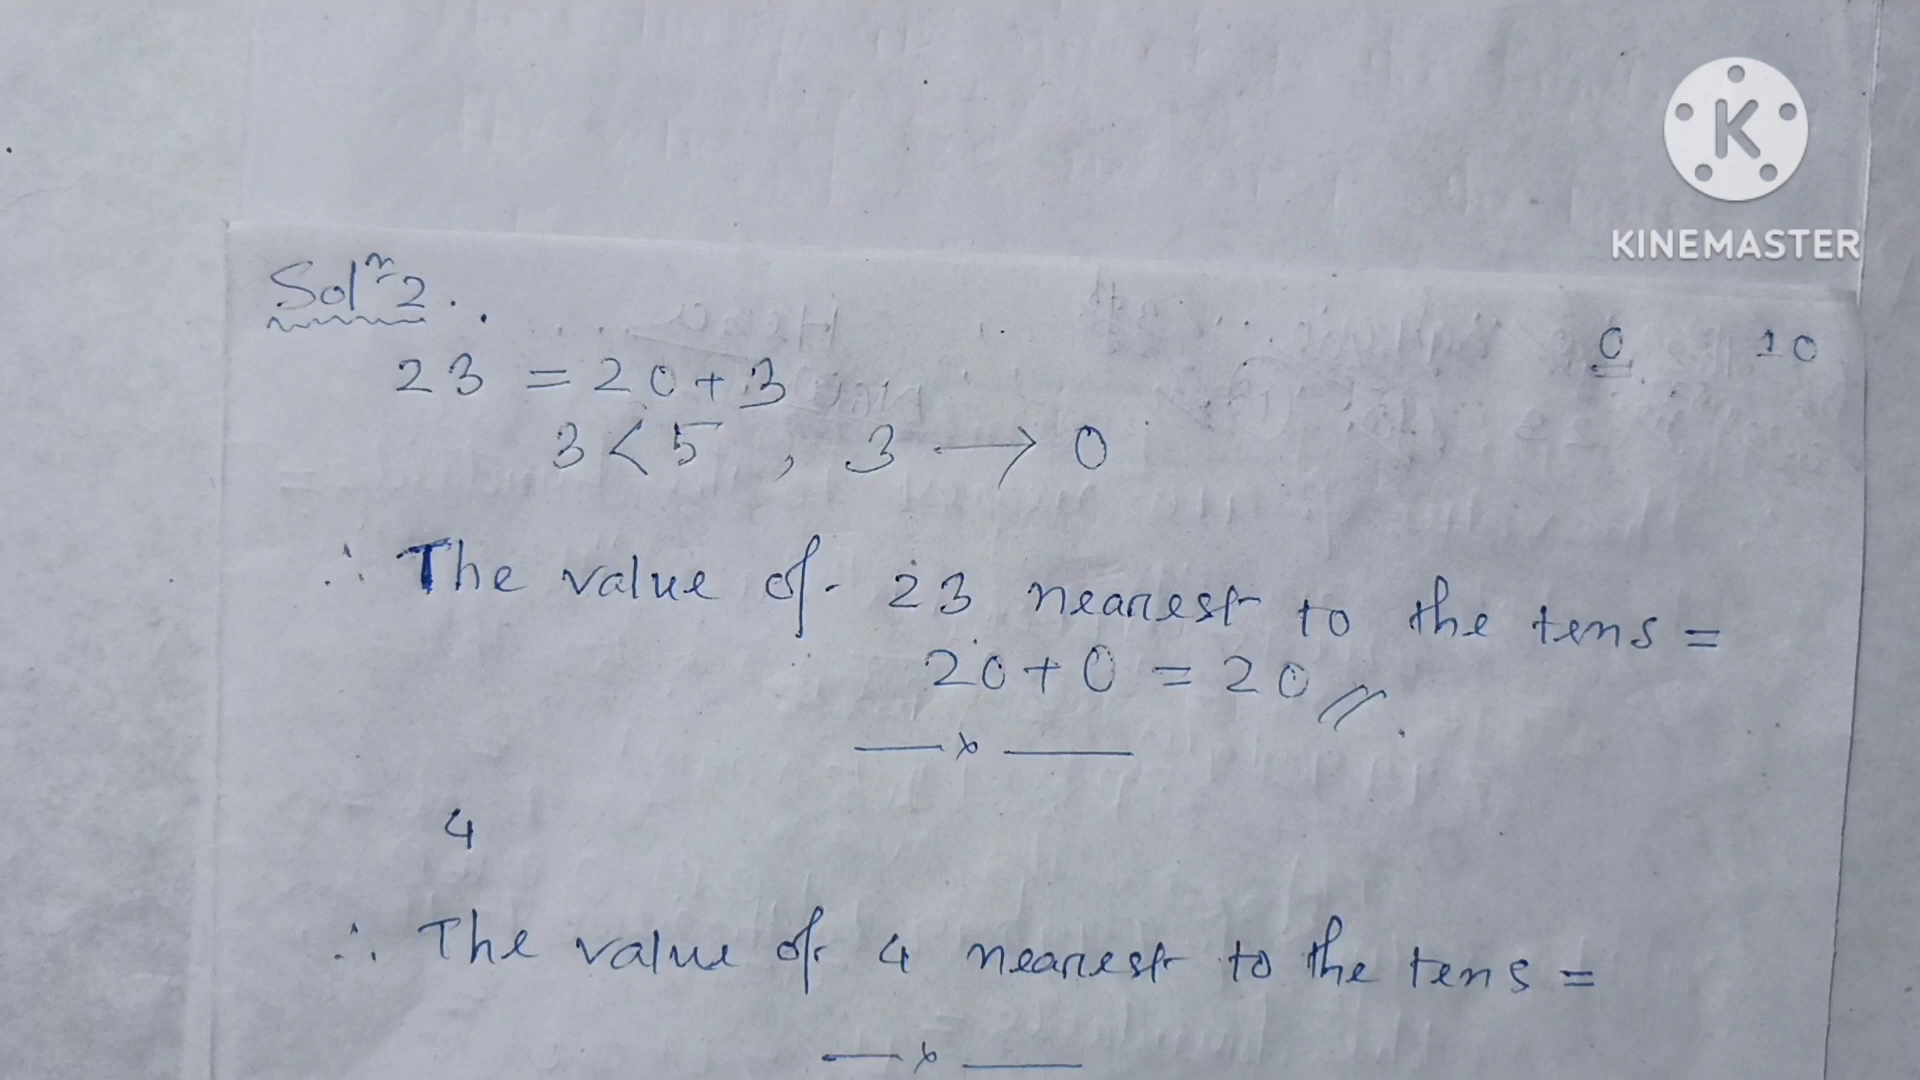 K
KINEMASTER
Solⁿ 2.
0 10
23 = 20+3
3 < 5 , 3 → 0
∴ The value of 23 nearest to the tens =
20+0 = 20 //.
—x—
4
∴ The value of 4 nearest to the tens =
—x—